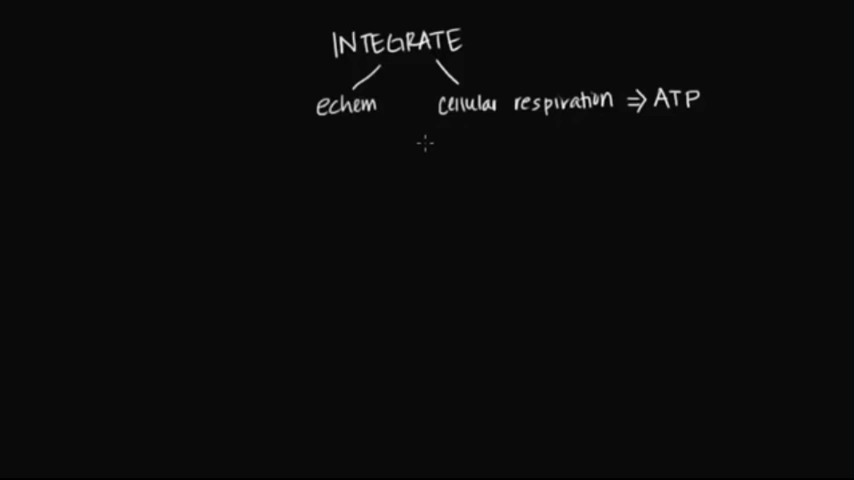 INTEGRATE
echem cellular respiration ⇒ ATP